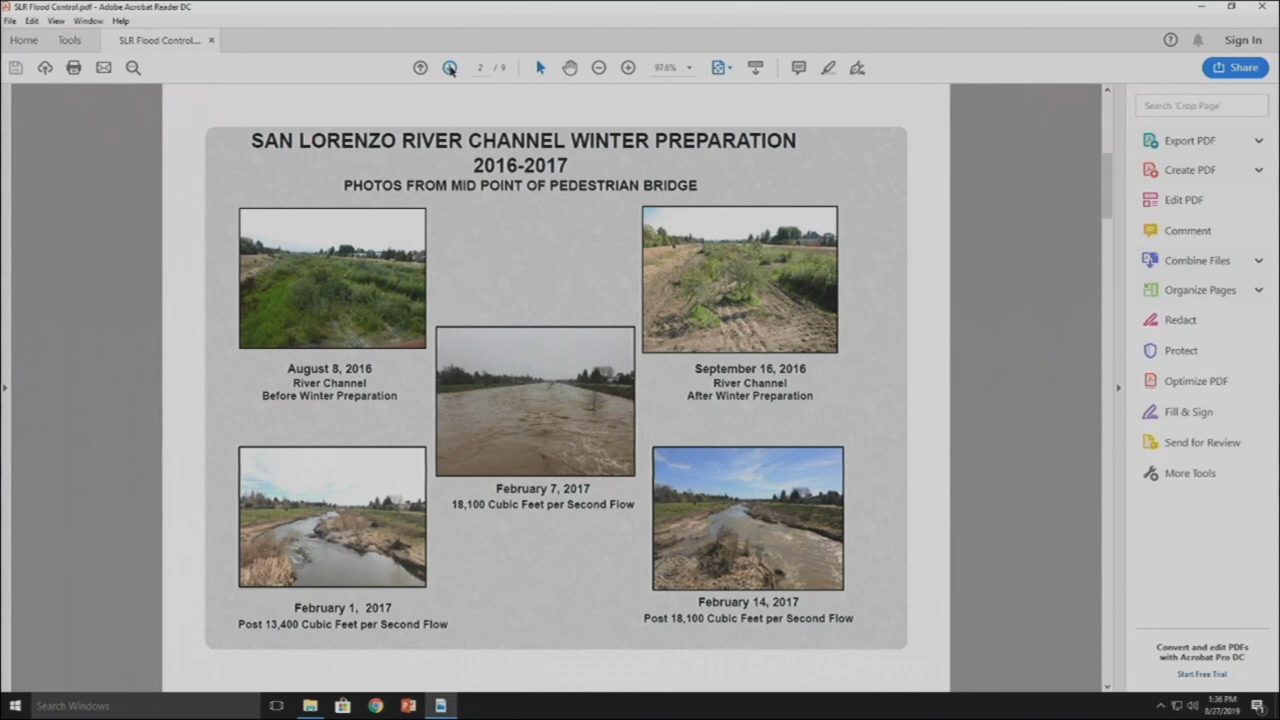 SLR Flood Control.pdf - Adobe Acrobat Reader DC
File Edit View Window Help
Home Tools SLR Flood Control... × Sign In
2 / 9 97.6% Share
Search 'Crop Page'
Export PDF
Create PDF
Edit PDF
Comment
Combine Files
Organize Pages
Redact
Protect
Optimize PDF
Fill & Sign
Send for Review
More Tools
Convert and edit PDFs
with Acrobat Pro DC
Start Free Trial
SAN LORENZO RIVER CHANNEL WINTER PREPARATION
2016-2017
PHOTOS FROM MID POINT OF PEDESTRIAN BRIDGE
August 8, 2016
River Channel
Before Winter Preparation
September 16, 2016
River Channel
After Winter Preparation
February 7, 2017
18,100 Cubic Feet per Second Flow
February 1, 2017
Post 13,400 Cubic Feet per Second Flow
February 14, 2017
Post 18,100 Cubic Feet per Second Flow
Search Windows
1:36 PM
8/27/2019